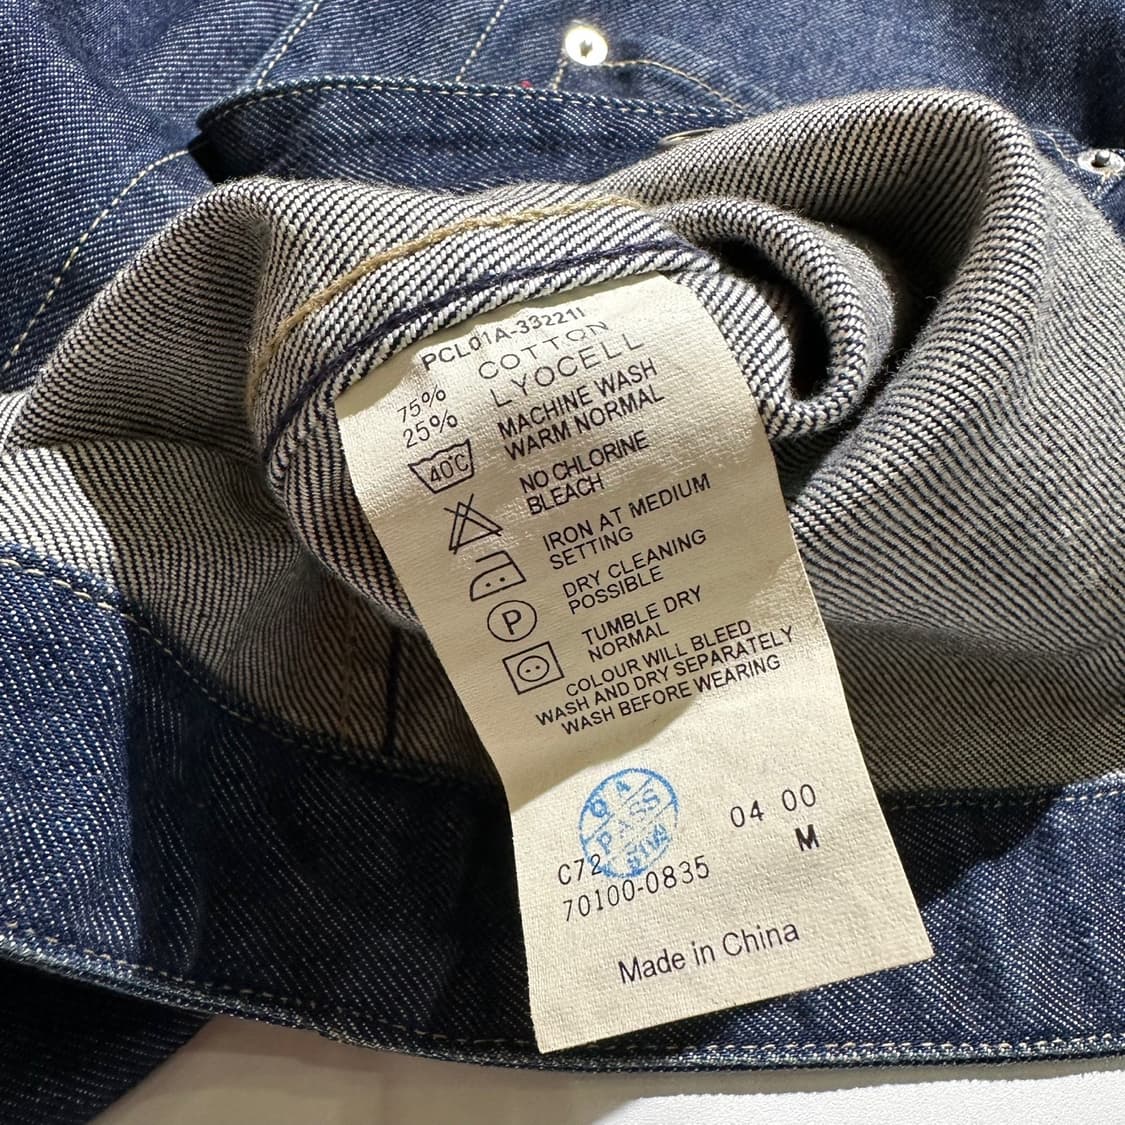 PCL01A-332211
75% COTTON
25% LYOCELL
40C MACHINE WASH
WARM NORMAL
NO CHLORINE
BLEACH
IRON AT MEDIUM
SETTING
P DRY CLEANING
POSSIBLE
TUMBLE DRY
NORMAL
COLOUR WILL BLEED
WASH AND DRY SEPARATELY
WASH BEFORE WEARING
PASS
04 00
M
C72
70100-0835
Made in China